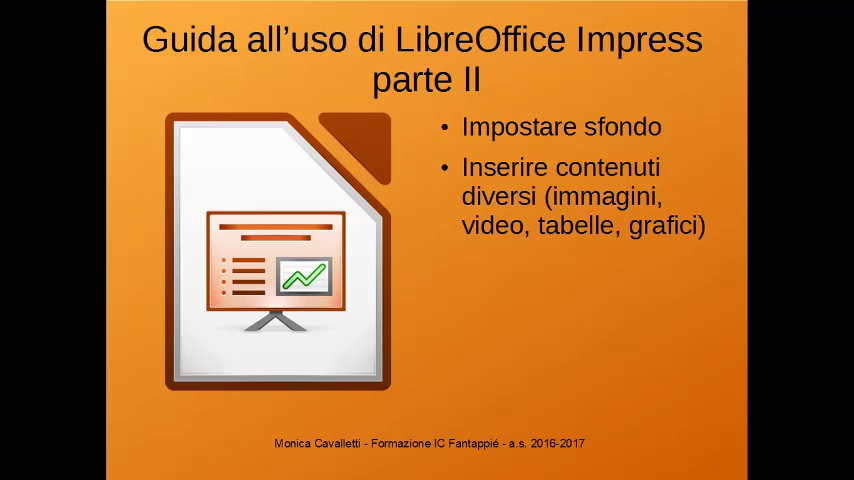 Guida all’uso di LibreOffice Impress
parte II
• Impostare sfondo
• Inserire contenuti
diversi (immagini,
video, tabelle, grafici)
Monica Cavalletti - Formazione IC Fantappié - a.s. 2016-2017